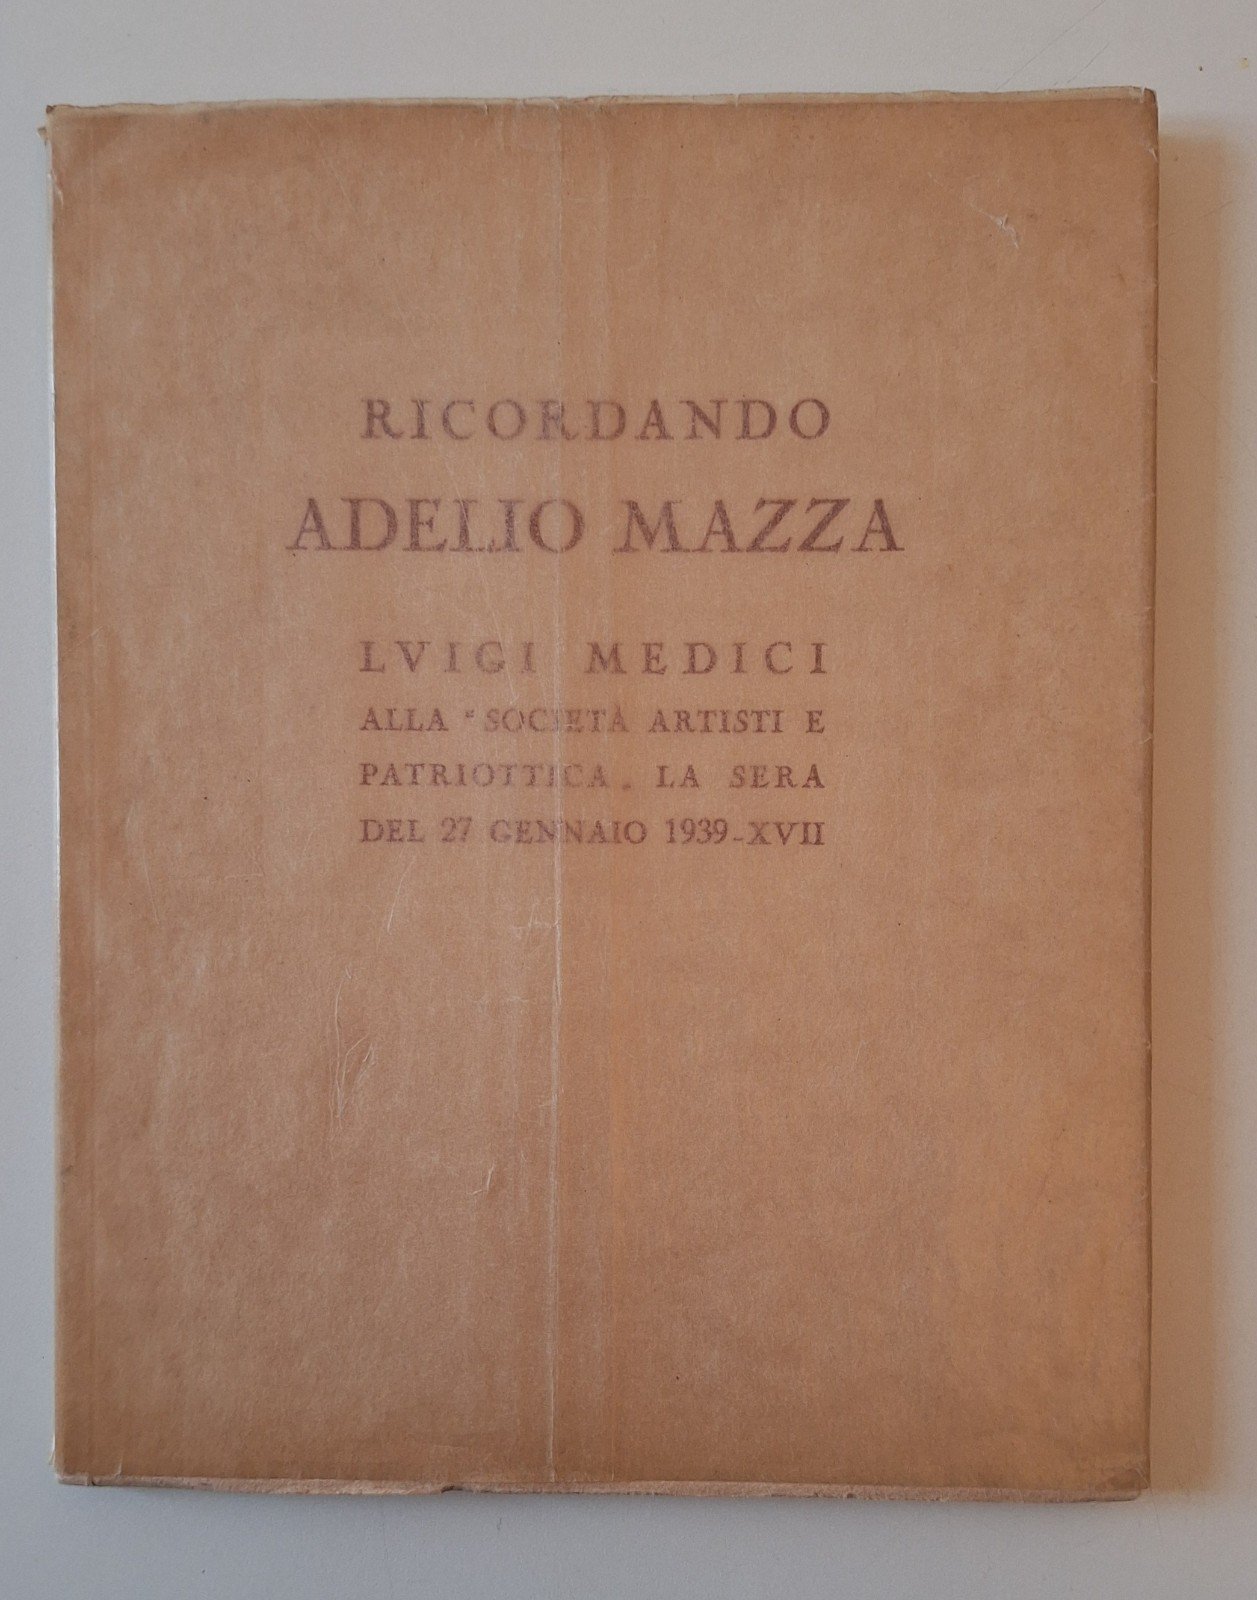 RICORDANDO
ADELIO MAZZA
LVIGI MEDICI
ALLA " SOCIETÀ ARTISTI E
PATRIOTTICA „ LA SERA
DEL 27 GENNAIO 1939-XVII